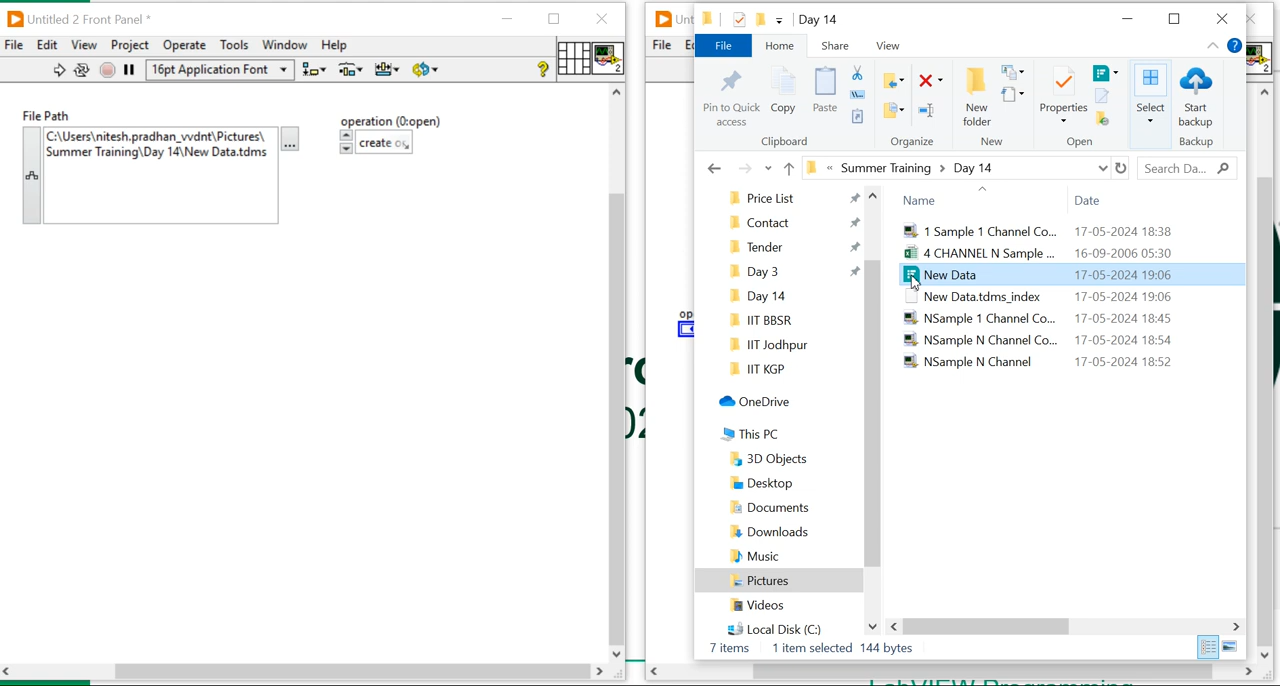 Untitled 2 Front Panel *
File Edit View Project Operate Tools Window Help
16pt Application Font
2
File Path
C:\Users\nitesh.pradhan_vvdnt\Pictures\
Summer Training\Day 14\New Data.tdms
...
operation (0:open)
create o
Unt
File
op
Day 14
File Home Share View
Pin to Quick
access
Copy
Paste
Clipboard
Organize
New
folder
New
Properties
Open
Select
Start
backup
Backup
« Summer Training > Day 14
Search Da...
Price List
Contact
Tender
Day 3
Day 14
IIT BBSR
IIT Jodhpur
IIT KGP
OneDrive
This PC
3D Objects
Desktop
Documents
Downloads
Music
Pictures
Videos
Local Disk (C:)
Name Date
1 Sample 1 Channel Co... 17-05-2024 18:38
4 CHANNEL N Sample ... 16-09-2006 05:30
New Data 17-05-2024 19:06
New Data.tdms_index 17-05-2024 19:06
NSample 1 Channel Co... 17-05-2024 18:45
NSample N Channel Co... 17-05-2024 18:54
NSample N Channel 17-05-2024 18:52
7 items 1 item selected 144 bytes
LabVIEW Programming